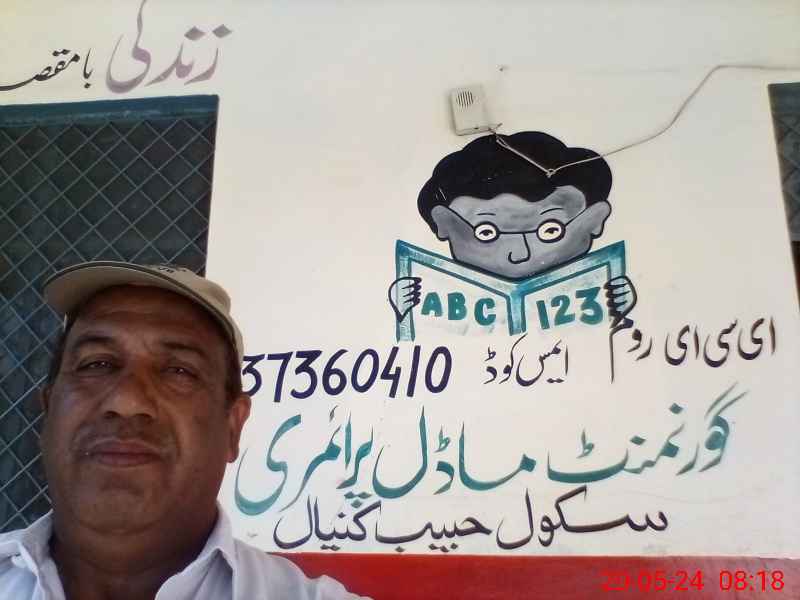 زندگی بامقصد
ABC 123
ای سی ای روم
ایمس کوڈ 37360410
گورنمنٹ ماڈل پرائمری
سکول حبیب کنیال
20-05-24 08:18